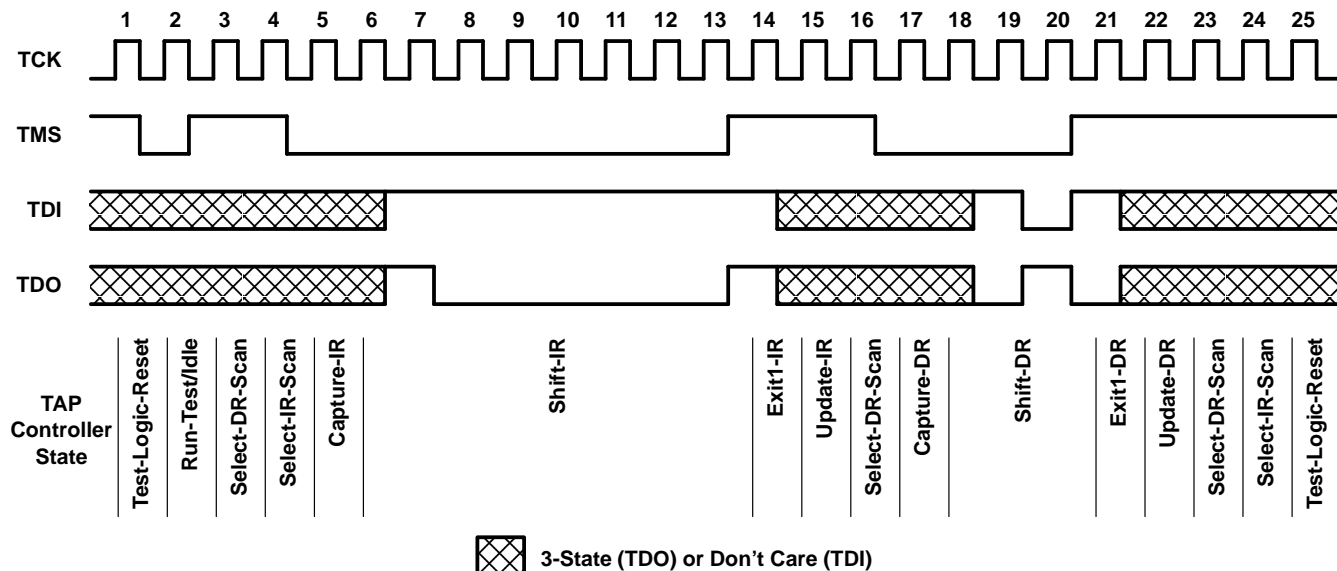 1 2 3 4 5 6 7 8 9 10 11 12 13 14 15 16 17 18 19 20 21 22 23 24 25
TCK
TMS
TDI
TDO
TAP
Controller
State
Test-Logic-Reset
Run-Test/Idle
Select-DR-Scan
Select-IR-Scan
Capture-IR
Shift-IR
Exit1-IR
Update-IR
Select-DR-Scan
Capture-DR
Shift-DR
Exit1-DR
Update-DR
Select-DR-Scan
Select-IR-Scan
Test-Logic-Reset
3-State (TDO) or Don't Care (TDI)